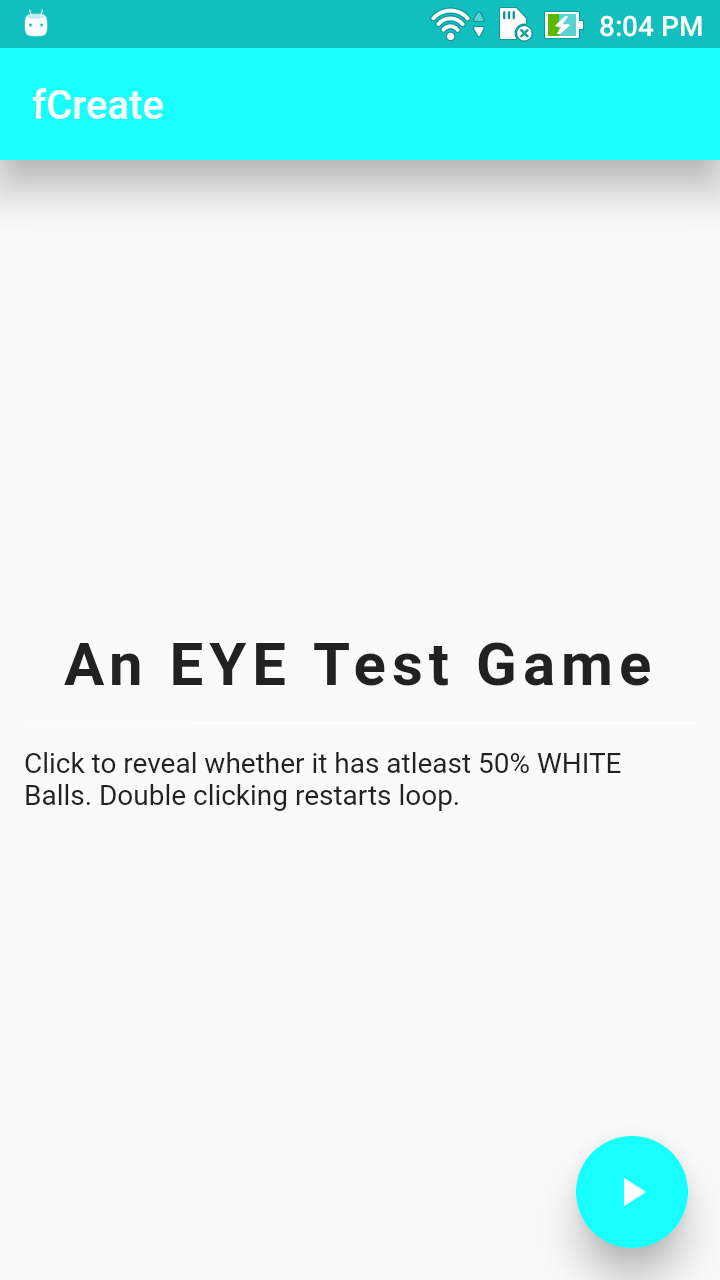 8:04 PM
fCreate
An EYE Test Game
Click to reveal whether it has atleast 50% WHITE
Balls. Double clicking restarts loop.